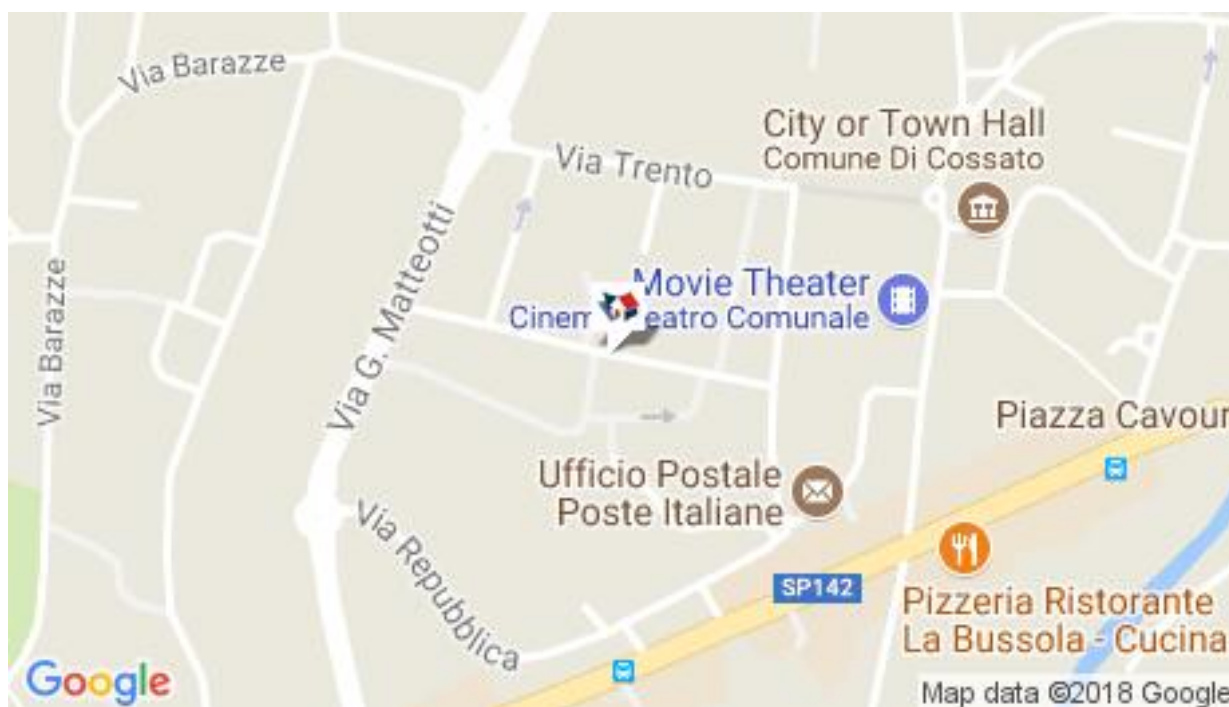 Via Barazze
City or Town Hall
Comune Di Cossato
Via Trento
Via G. Matteotti
Via Barazze
Movie Theater
Cinem eatro Comunale
Piazza Cavour
Ufficio Postale
Poste Italiane
Via Repubblica
SP142
Pizzeria Ristorante
La Bussola - Cucina
Google
Map data ©2018 Google